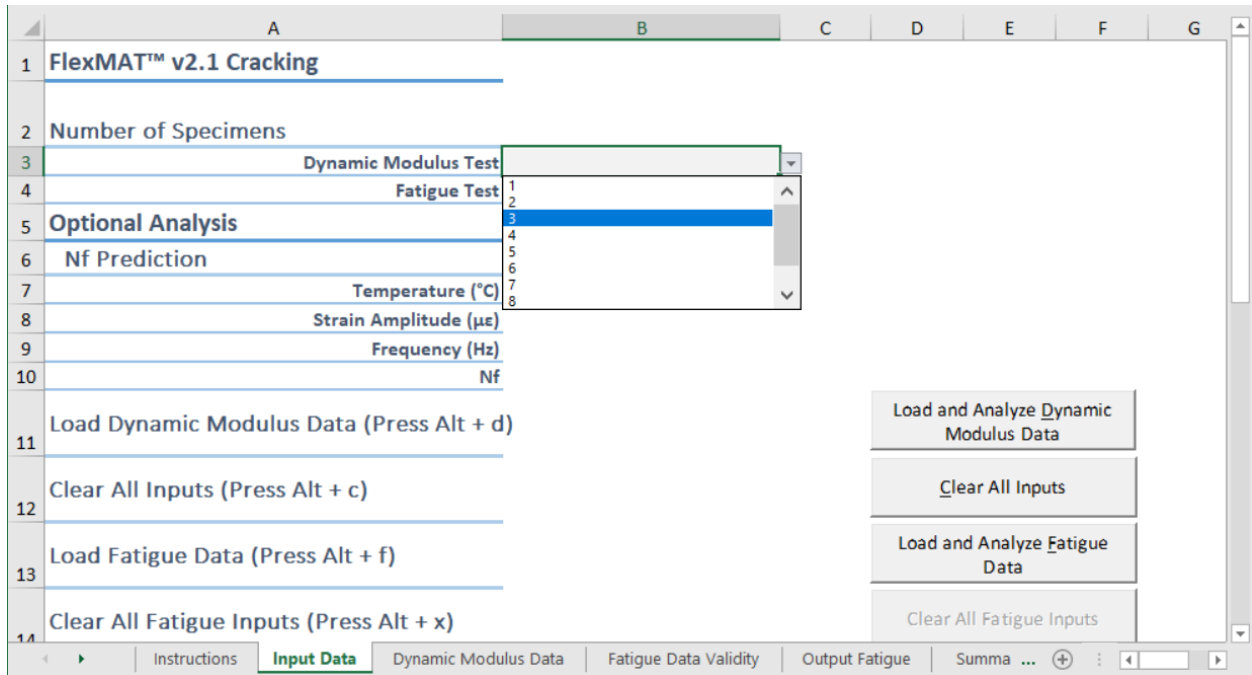 A B C D E F G
1 FlexMAT™ v2.1 Cracking
2 Number of Specimens
3 Dynamic Modulus Test
4 Fatigue Test
1
2
3
4
5
6
7
8
5 Optional Analysis
6 Nf Prediction
7 Temperature (°C)
8 Strain Amplitude (με)
9 Frequency (Hz)
10 Nf
11 Load Dynamic Modulus Data (Press Alt + d)
Load and Analyze Dynamic
Modulus Data
12 Clear All Inputs (Press Alt + c)
Clear All Inputs
13 Load Fatigue Data (Press Alt + f)
Load and Analyze Fatigue
Data
14 Clear All Fatigue Inputs (Press Alt + x)
Clear All Fatigue Inputs
Instructions Input Data Dynamic Modulus Data Fatigue Data Validity Output Fatigue Summa ...